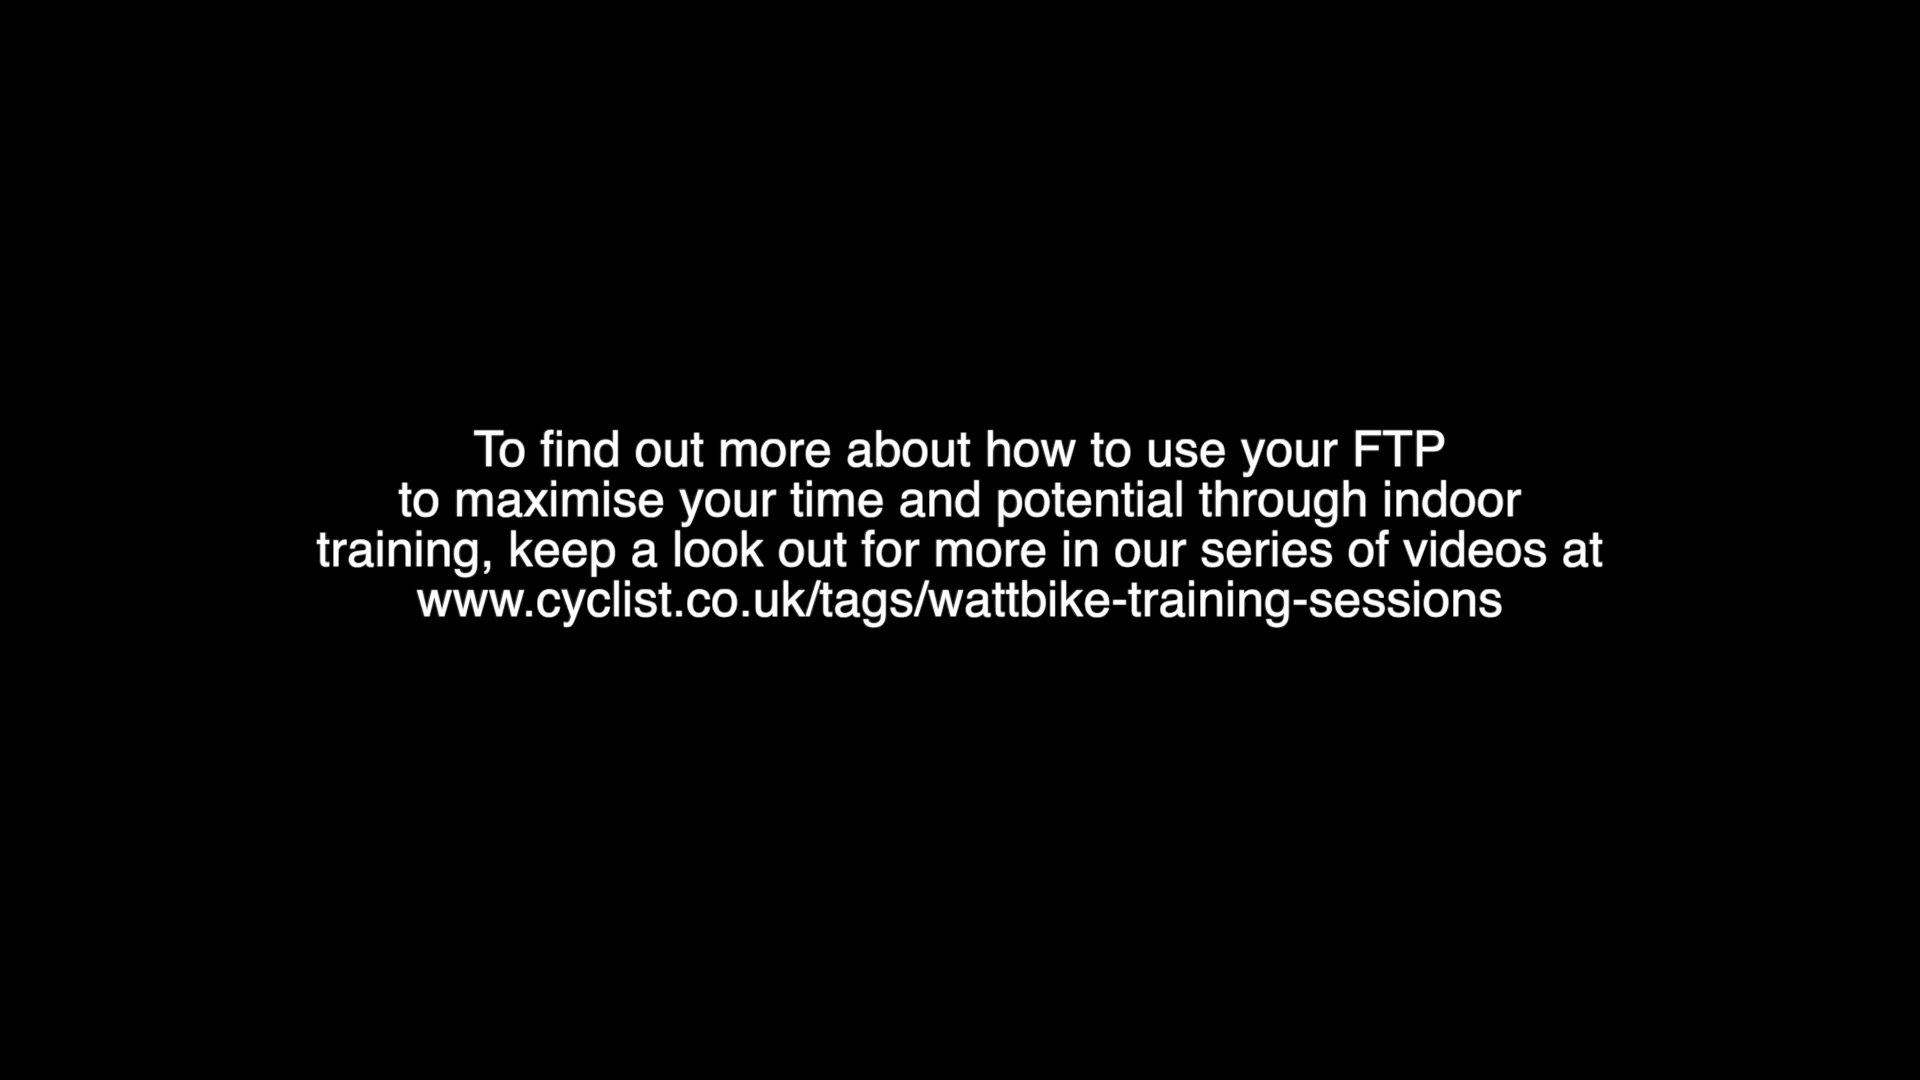 To find out more about how to use your FTP
to maximise your time and potential through indoor
training, keep a look out for more in our series of videos at
www.cyclist.co.uk/tags/wattbike-training-sessions